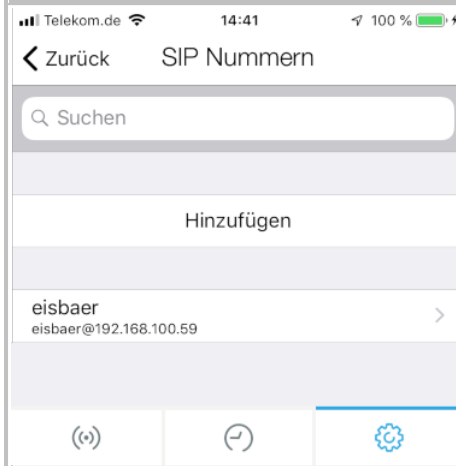 Telekom.de 14:41 100 %
Zurück SIP Nummern
Suchen
Hinzufügen
eisbaer
eisbaer@192.168.100.59